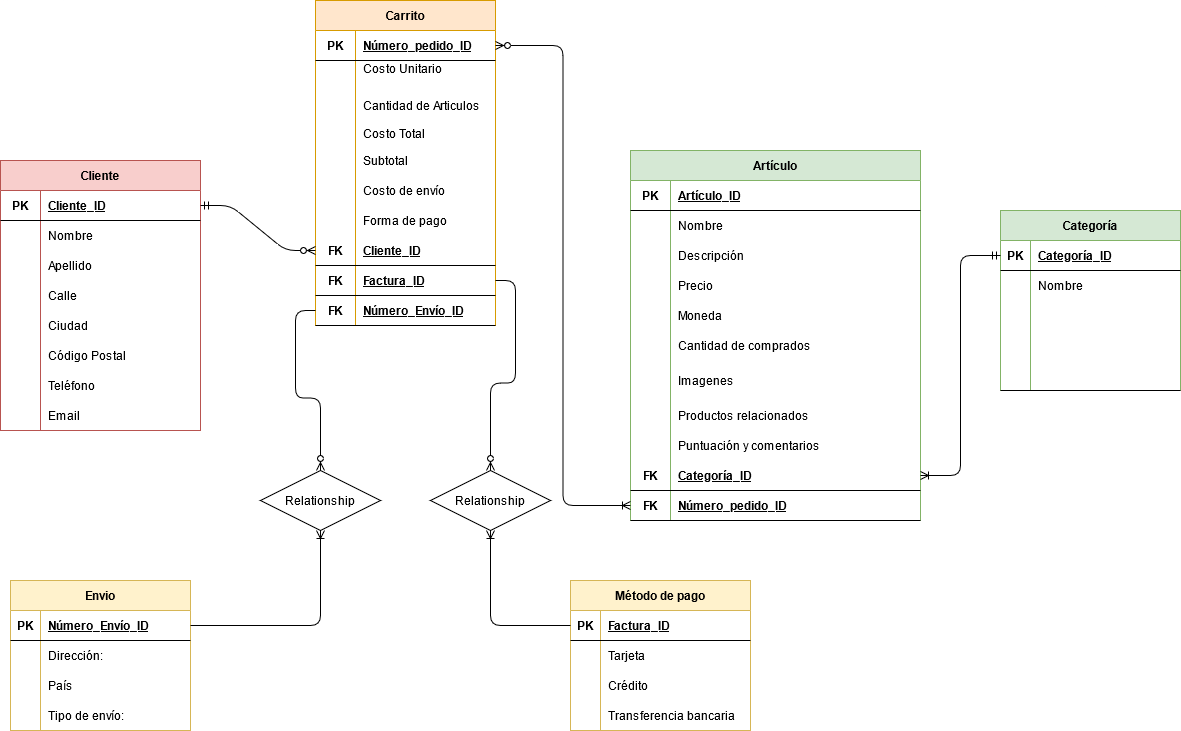 Carrito
PK Número_pedido_ID
Costo Unitario
Cantidad de Articulos
Costo Total
Subtotal
Costo de envío
Forma de pago
FK Cliente_ID
FK Factura_ID
FK Número_Envío_ID
Cliente
PK Cliente_ID
Nombre
Apellido
Calle
Ciudad
Código Postal
Teléfono
Email
Artículo
PK Artículo_ID
Nombre
Descripción
Precio
Moneda
Cantidad de comprados
Imagenes
Productos relacionados
Puntuación y comentarios
FK Categoría_ID
FK Número_pedido_ID
Categoría
PK Categoría_ID
Nombre
Relationship
Relationship
Envio
PK Número_Envío_ID
Dirección:
País
Tipo de envío:
Método de pago
PK Factura_ID
Tarjeta
Crédito
Transferencia bancaria